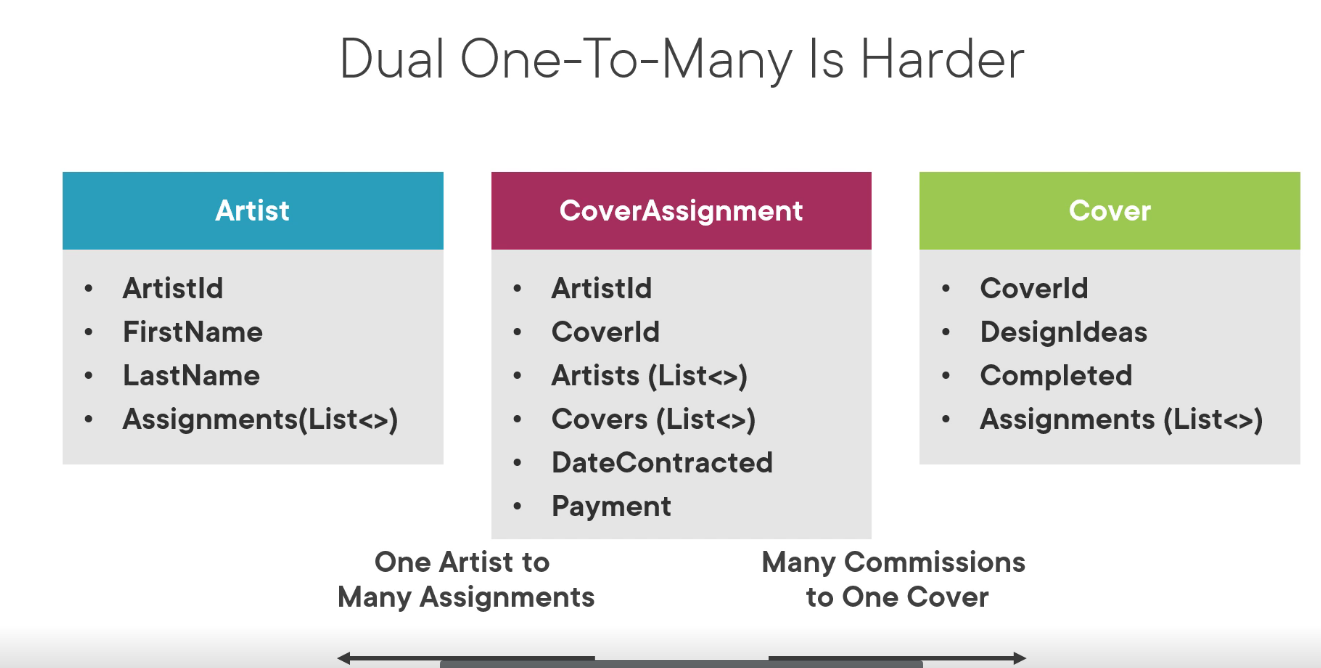 Dual One-To-Many Is Harder
Artist
• ArtistId
• FirstName
• LastName
• Assignments(List<>)
CoverAssignment
• ArtistId
• CoverId
• Artists (List<>)
• Covers (List<>)
• DateContracted
• Payment
Cover
• CoverId
• DesignIdeas
• Completed
• Assignments (List<>)
One Artist to
Many Assignments
Many Commissions
to One Cover